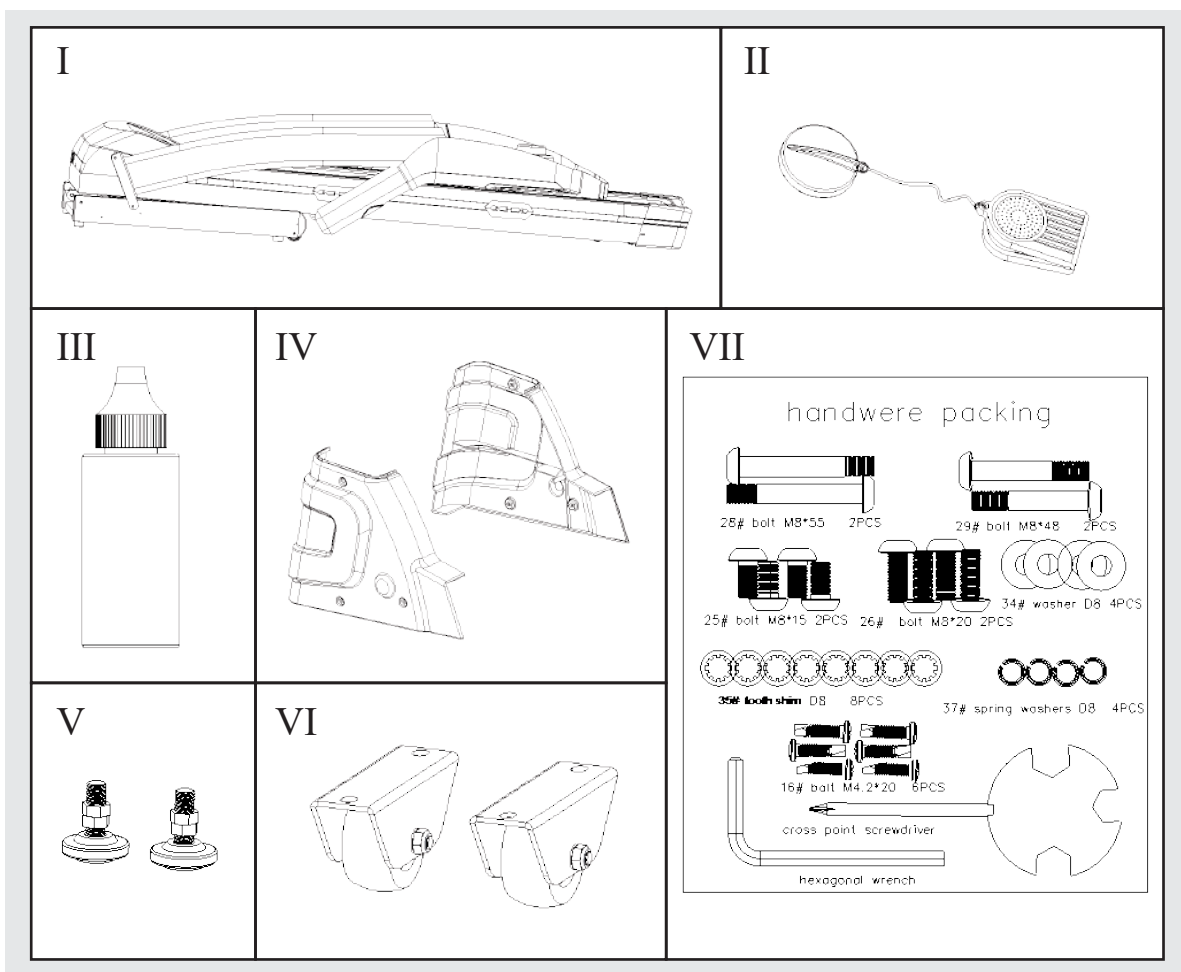 I
II
III
IV
VII
handwere packing
28# bolt M8*55 2PCS
29# bolt M8*48 2PCS
34# washer D8 4PCS
25# bolt M8*15 2PCS
26# bolt M8*20 2PCS
35# tooth shim D8 8PCS
37# spring washers D8 4PCS
V
VI
16# bolt M4.2*20 6PCS
cross point screwdriver
hexagonal wrench